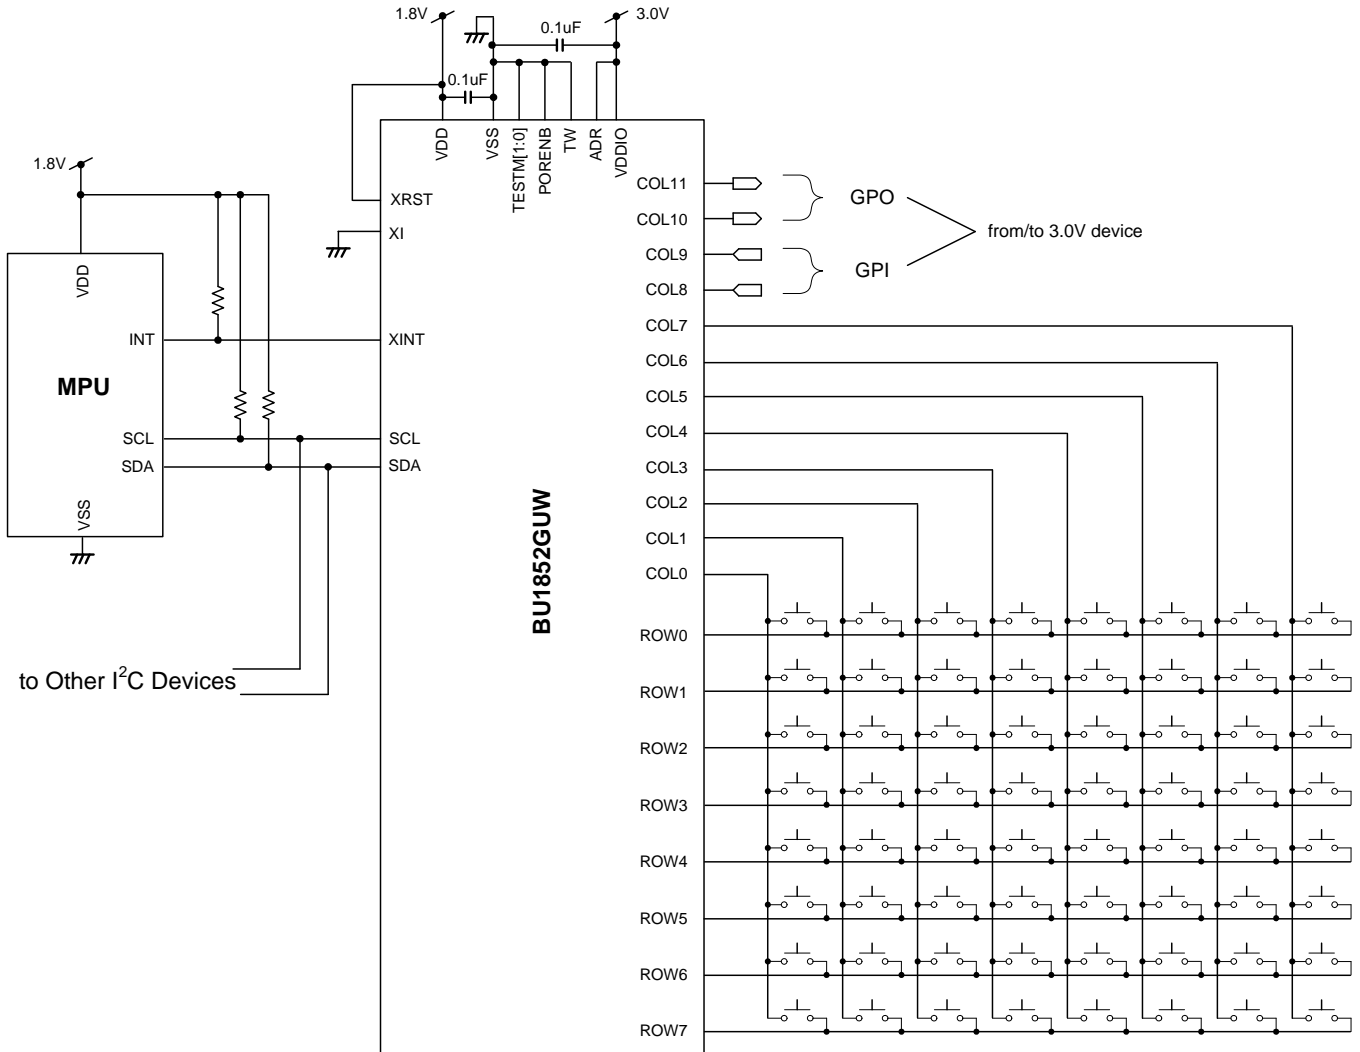 1.8V
3.0V
0.1uF
0.1uF
VDD
VSS
TESTM[1:0]
PORENB
TW
ADR
VDDIO
1.8V
VDD
INT
MPU
SCL
SDA
VSS
to Other I2C Devices
XRST
XI
XINT
SCL
SDA
BU1852GUW
COL11
COL10
COL9
COL8
COL7
COL6
COL5
COL4
COL3
COL2
COL1
COL0
ROW0
ROW1
ROW2
ROW3
ROW4
ROW5
ROW6
ROW7
GPO
GPI
from/to 3.0V device